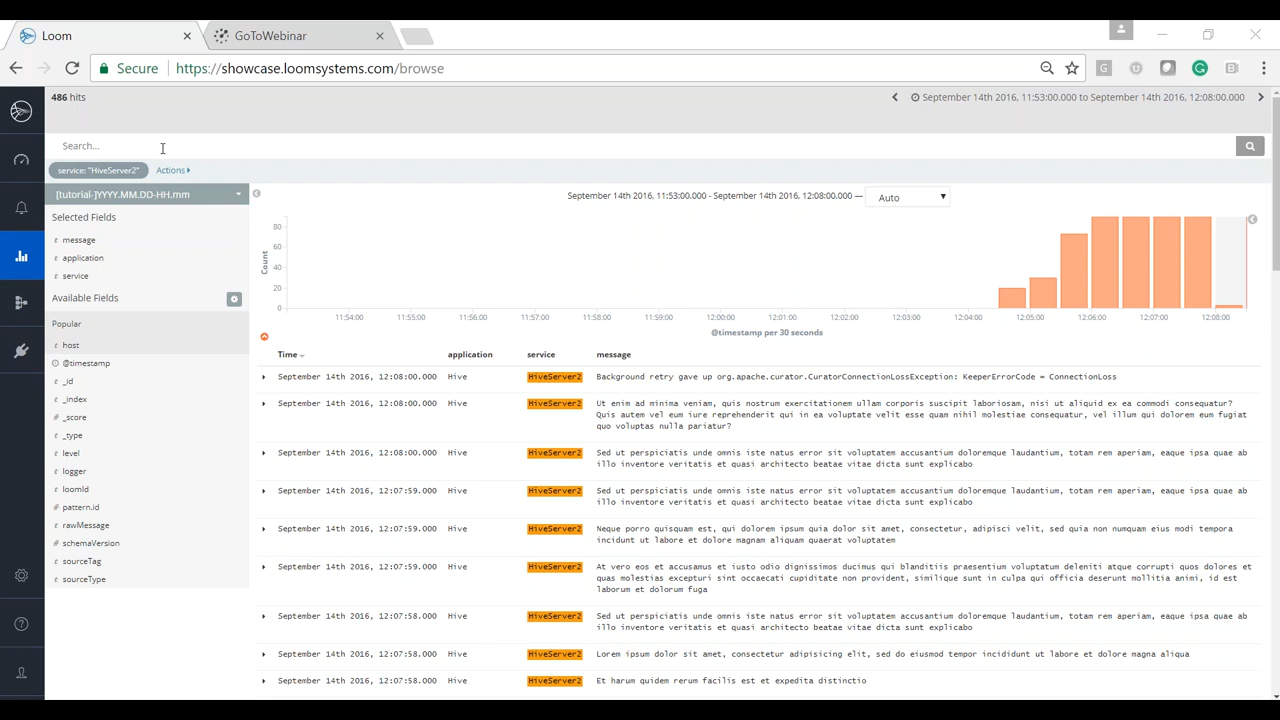 Loom
GoToWebinar
Secure https://showcase.loomsystems.com/browse
486 hits
September 14th 2016, 11:53:00.000 to September 14th 2016, 12:08:00.000
Search...
service: "HiveServer2" Actions
[tutorial-]YYYY.MM.DD-HH.mm
Selected Fields
t message
t application
t service
Available Fields
Popular
t host
@timestamp
t _id
t _index
# _score
t _type
t level
t logger
t loomId
# pattern.id
t rawMessage
# schemaVersion
t sourceTag
t sourceType
September 14th 2016, 11:53:00.000 - September 14th 2016, 12:08:00.000 — Auto
Count
80
60
40
20
0
11:54:00 11:55:00 11:56:00 11:57:00 11:58:00 11:59:00 12:00:00 12:01:00 12:02:00 12:03:00 12:04:00 12:05:00 12:06:00 12:07:00 12:08:00
@timestamp per 30 seconds
Time application service message
September 14th 2016, 12:08:00.000 Hive HiveServer2 Background retry gave up org.apache.curator.CuratorConnectionLossException: KeeperErrorCode = ConnectionLoss
September 14th 2016, 12:08:00.000 Hive HiveServer2 Ut enim ad minima veniam, quis nostrum exercitationem ullam corporis suscipit laboriosam, nisi ut aliquid ex ea commodi consequatur?
Quis autem vel eum iure reprehenderit qui in ea voluptate velit esse quam nihil molestiae consequatur, vel illum qui dolorem eum fugiat
quo voluptas nulla pariatur?
September 14th 2016, 12:08:00.000 Hive HiveServer2 Sed ut perspiciatis unde omnis iste natus error sit voluptatem accusantium doloremque laudantium, totam rem aperiam, eaque ipsa quae ab
illo inventore veritatis et quasi architecto beatae vitae dicta sunt explicabo
September 14th 2016, 12:07:59.000 Hive HiveServer2 Sed ut perspiciatis unde omnis iste natus error sit voluptatem accusantium doloremque laudantium, totam rem aperiam, eaque ipsa quae ab
illo inventore veritatis et quasi architecto beatae vitae dicta sunt explicabo
September 14th 2016, 12:07:59.000 Hive HiveServer2 Neque porro quisquam est, qui dolorem ipsum quia dolor sit amet, consectetur, adipisci velit, sed quia non numquam eius modi tempora
incidunt ut labore et dolore magnam aliquam quaerat voluptatem
September 14th 2016, 12:07:59.000 Hive HiveServer2 At vero eos et accusamus et iusto odio dignissimos ducimus qui blanditiis praesentium voluptatum deleniti atque corrupti quos dolores et
quas molestias excepturi sint occaecati cupiditate non provident, similique sunt in culpa qui officia deserunt mollitia animi, id est
laborum et dolorum fuga
September 14th 2016, 12:07:58.000 Hive HiveServer2 Sed ut perspiciatis unde omnis iste natus error sit voluptatem accusantium doloremque laudantium, totam rem aperiam, eaque ipsa quae ab
illo inventore veritatis et quasi architecto beatae vitae dicta sunt explicabo
September 14th 2016, 12:07:58.000 Hive HiveServer2 Lorem ipsum dolor sit amet, consectetur adipisicing elit, sed do eiusmod tempor incididunt ut labore et dolore magna aliqua
September 14th 2016, 12:07:58.000 Hive HiveServer2 Et harum quidem rerum facilis est et expedita distinctio